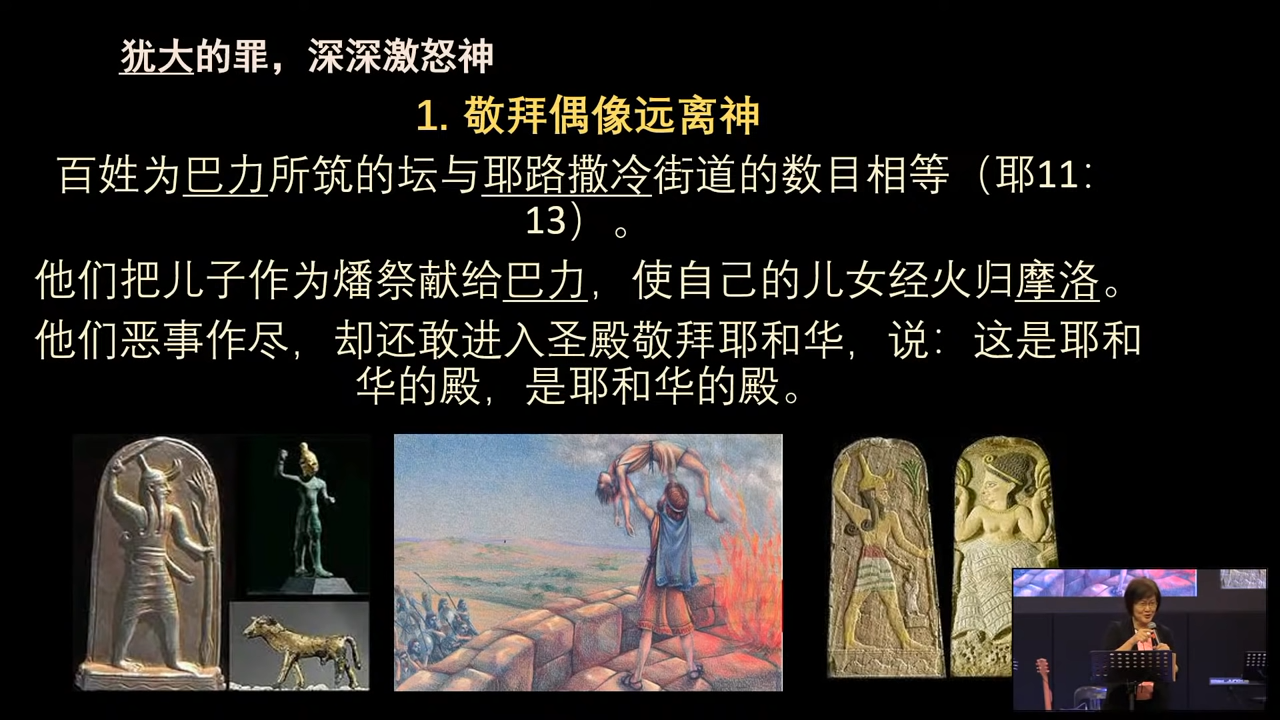 犹大的罪，深深激怒神
1. 敬拜偶像远离神
百姓为巴力所筑的坛与耶路撒冷街道的数目相等（耶11：
13）。
他们把儿子作为燔祭献给巴力，使自己的儿女经火归摩洛。
他们恶事作尽，却还敢进入圣殿敬拜耶和华，说：这是耶和
华的殿，是耶和华的殿。